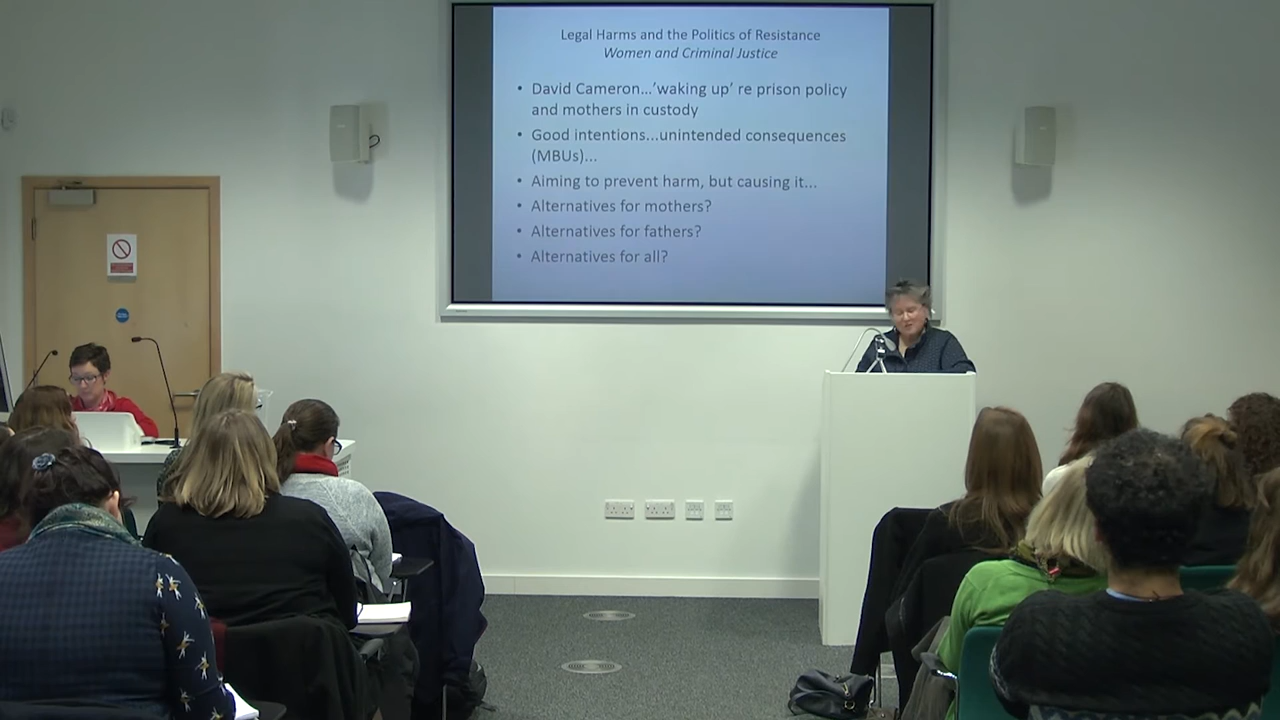 Legal Harms and the Politics of Resistance
Women and Criminal Justice
• David Cameron...'waking up' re prison policy
and mothers in custody
• Good intentions...unintended consequences
(MBUs)...
• Aiming to prevent harm, but causing it...
• Alternatives for mothers?
• Alternatives for fathers?
• Alternatives for all?